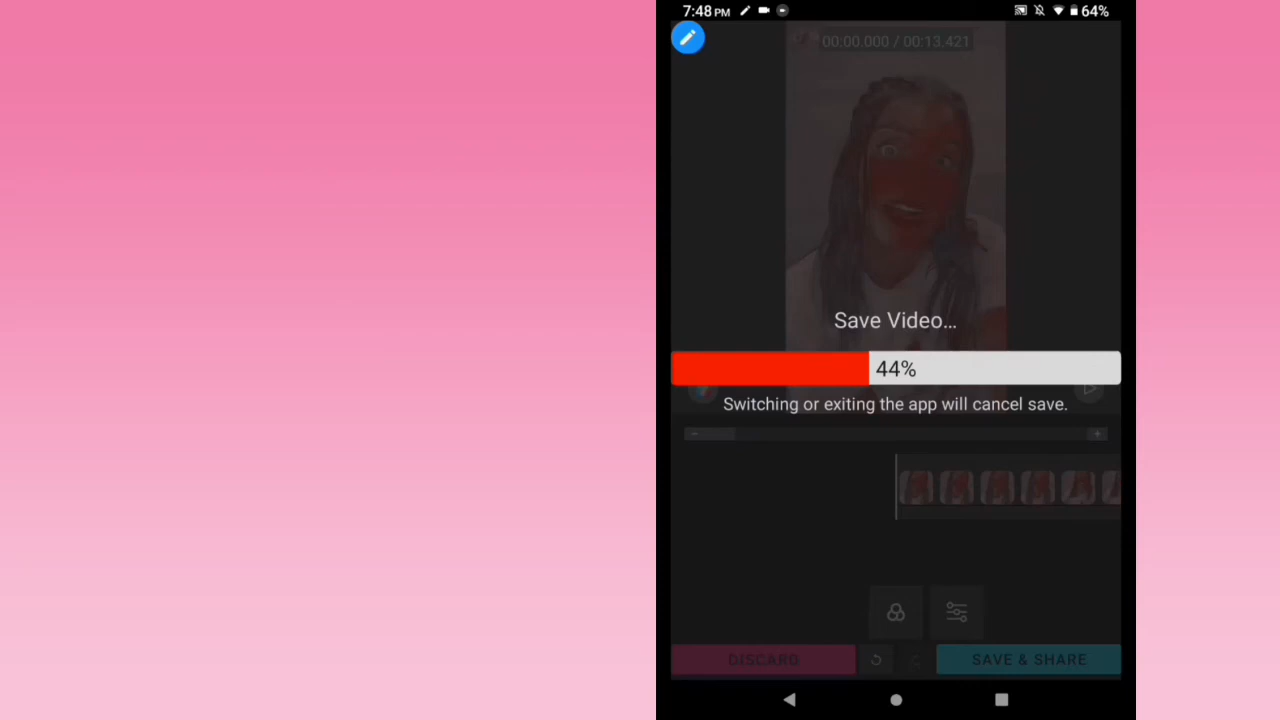 7:48 PM
64%
00:00.000 / 00:13.421
Save Video...
44%
Switching or exiting the app will cancel save.
DISCARD
SAVE & SHARE